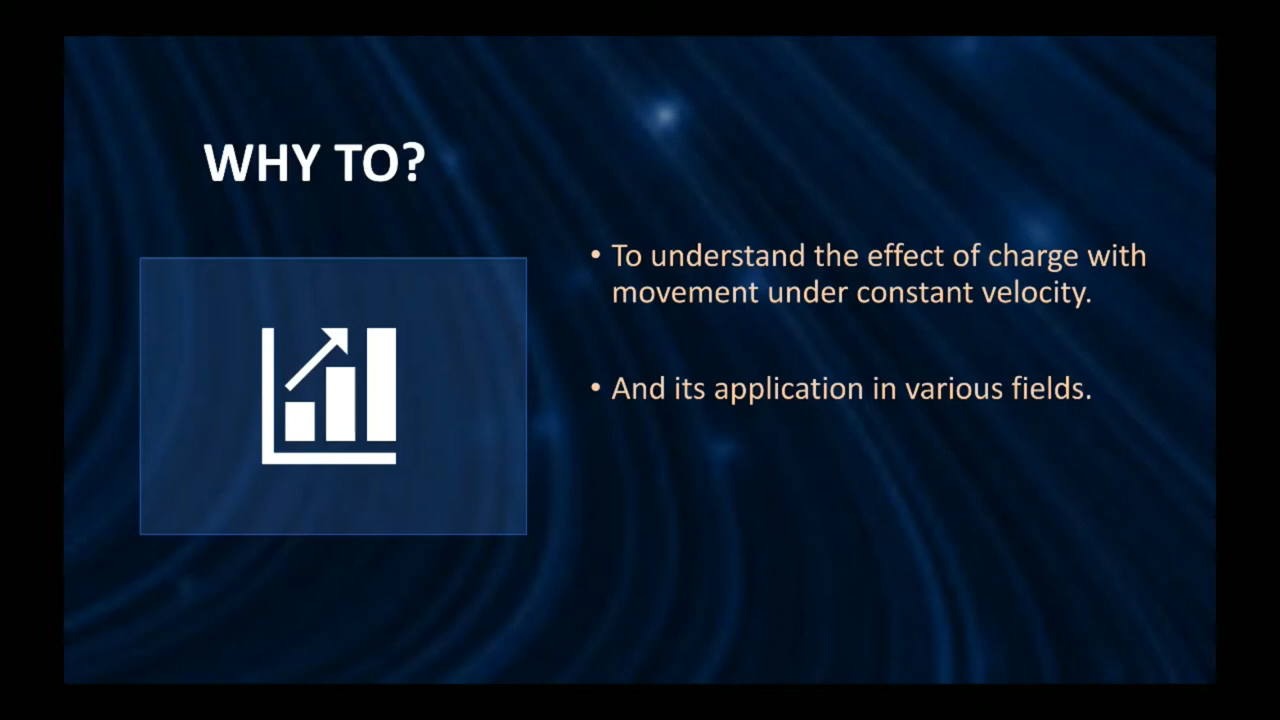 WHY TO?
• To understand the effect of charge with
movement under constant velocity.
• And its application in various fields.